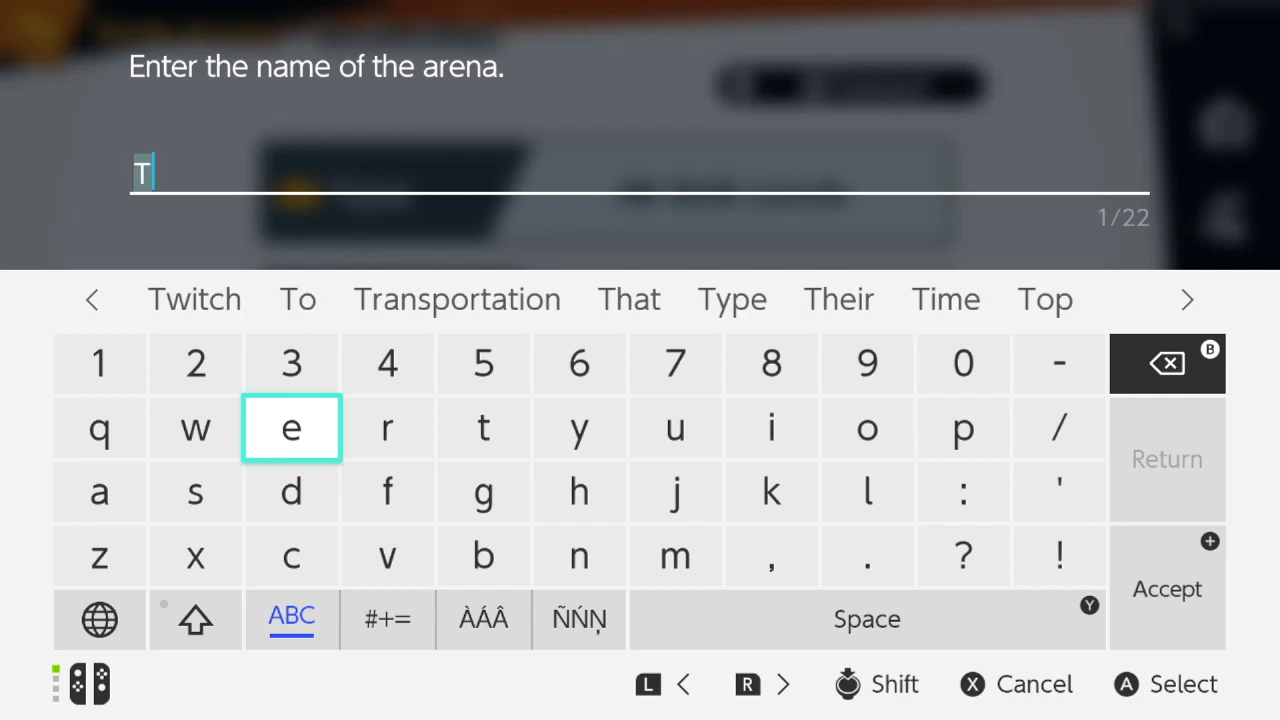 Enter the name of the arena.
T
1/22
Twitch To Transportation That Type Their Time Top
1 2 3 4 5 6 7 8 9 0 - B
q w e r t y u i o p /
Return
a s d f g h j k l : '
z x c v b n m , . ? ! +
Accept
ABC #+= ÀÁÂ ÑŃŅ Space Y
L R Shift X Cancel A Select